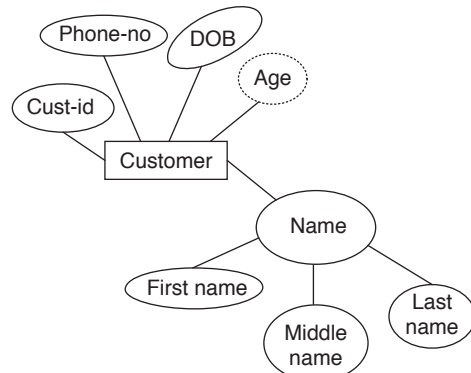 Phone-no
DOB
Age
Cust-id
Customer
Name
First name
Middle
name
Last
name